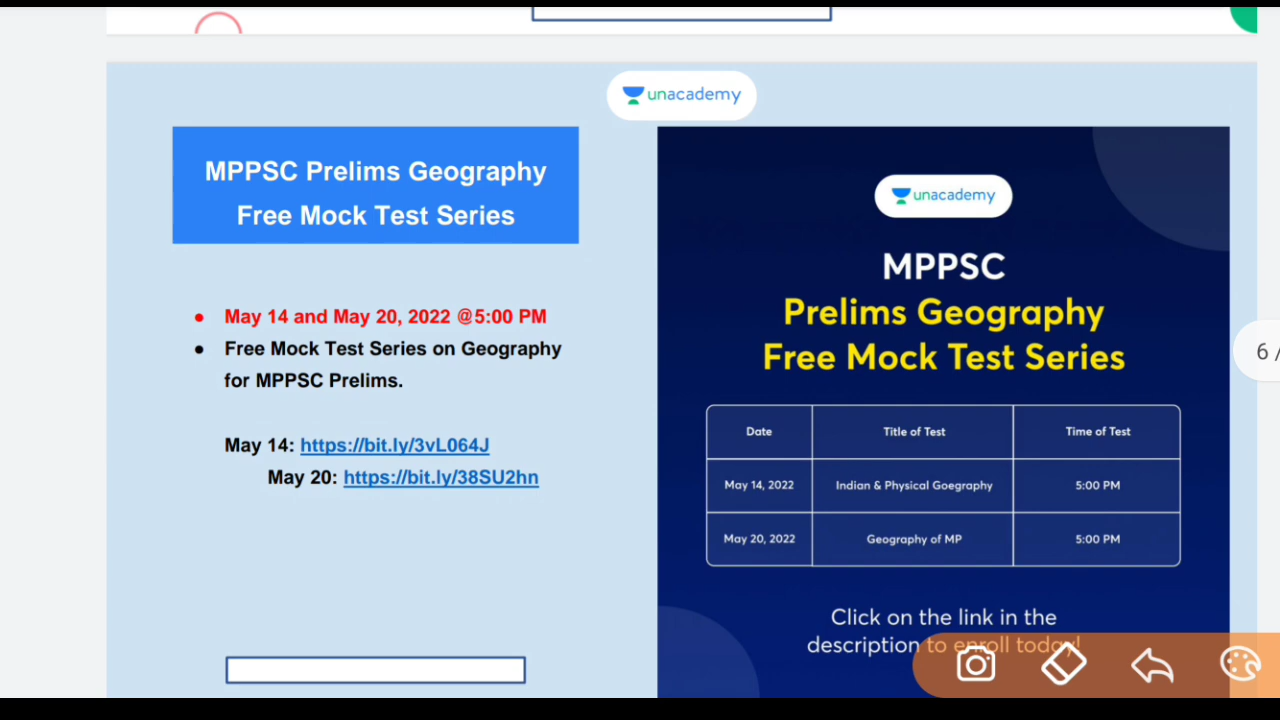 unacademy
MPPSC Prelims Geography
Free Mock Test Series
● May 14 and May 20, 2022 @5:00 PM
● Free Mock Test Series on Geography
for MPPSC Prelims.
May 14: https://bit.ly/3vL064J
May 20: https://bit.ly/38SU2hn
unacademy
MPPSC
Prelims Geography
Free Mock Test Series
Date Title of Test Time of Test
May 14, 2022 Indian & Physical Goegraphy 5:00 PM
May 20, 2022 Geography of MP 5:00 PM
Click on the link in the
description to enroll today!
6 /